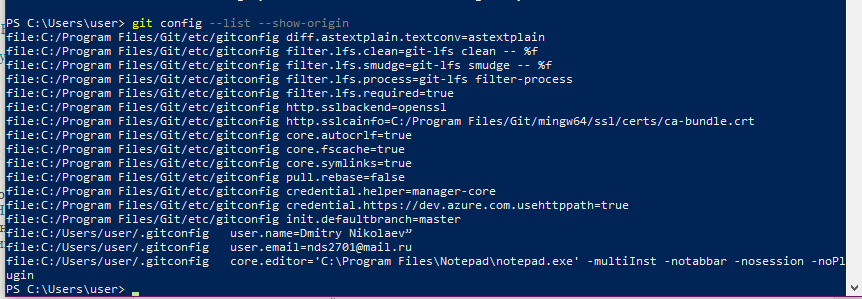 PS C:\Users\user> git config --list --show-origin
file:C:/Program Files/Git/etc/gitconfig diff.astextplain.textconv=astextplain
file:C:/Program Files/Git/etc/gitconfig filter.lfs.clean=git-lfs clean -- %f
file:C:/Program Files/Git/etc/gitconfig filter.lfs.smudge=git-lfs smudge -- %f
file:C:/Program Files/Git/etc/gitconfig filter.lfs.process=git-lfs filter-process
file:C:/Program Files/Git/etc/gitconfig filter.lfs.required=true
file:C:/Program Files/Git/etc/gitconfig http.sslbackend=openssl
file:C:/Program Files/Git/etc/gitconfig http.sslcainfo=C:/Program Files/Git/mingw64/ssl/certs/ca-bundle.crt
file:C:/Program Files/Git/etc/gitconfig core.autocrlf=true
file:C:/Program Files/Git/etc/gitconfig core.fscache=true
file:C:/Program Files/Git/etc/gitconfig core.symlinks=true
file:C:/Program Files/Git/etc/gitconfig pull.rebase=false
file:C:/Program Files/Git/etc/gitconfig credential.helper=manager-core
file:C:/Program Files/Git/etc/gitconfig credential.https://dev.azure.com.usehttppath=true
file:C:/Program Files/Git/etc/gitconfig init.defaultbranch=master
file:C:/Users/user/.gitconfig user.name=Dmitry Nikolaev”
file:C:/Users/user/.gitconfig user.email=nds2701@mail.ru
file:C:/Users/user/.gitconfig core.editor='C:\Program Files\Notepad\notepad.exe' -multiInst -notabbar -nosession -noPl
ugin
PS C:\Users\user>